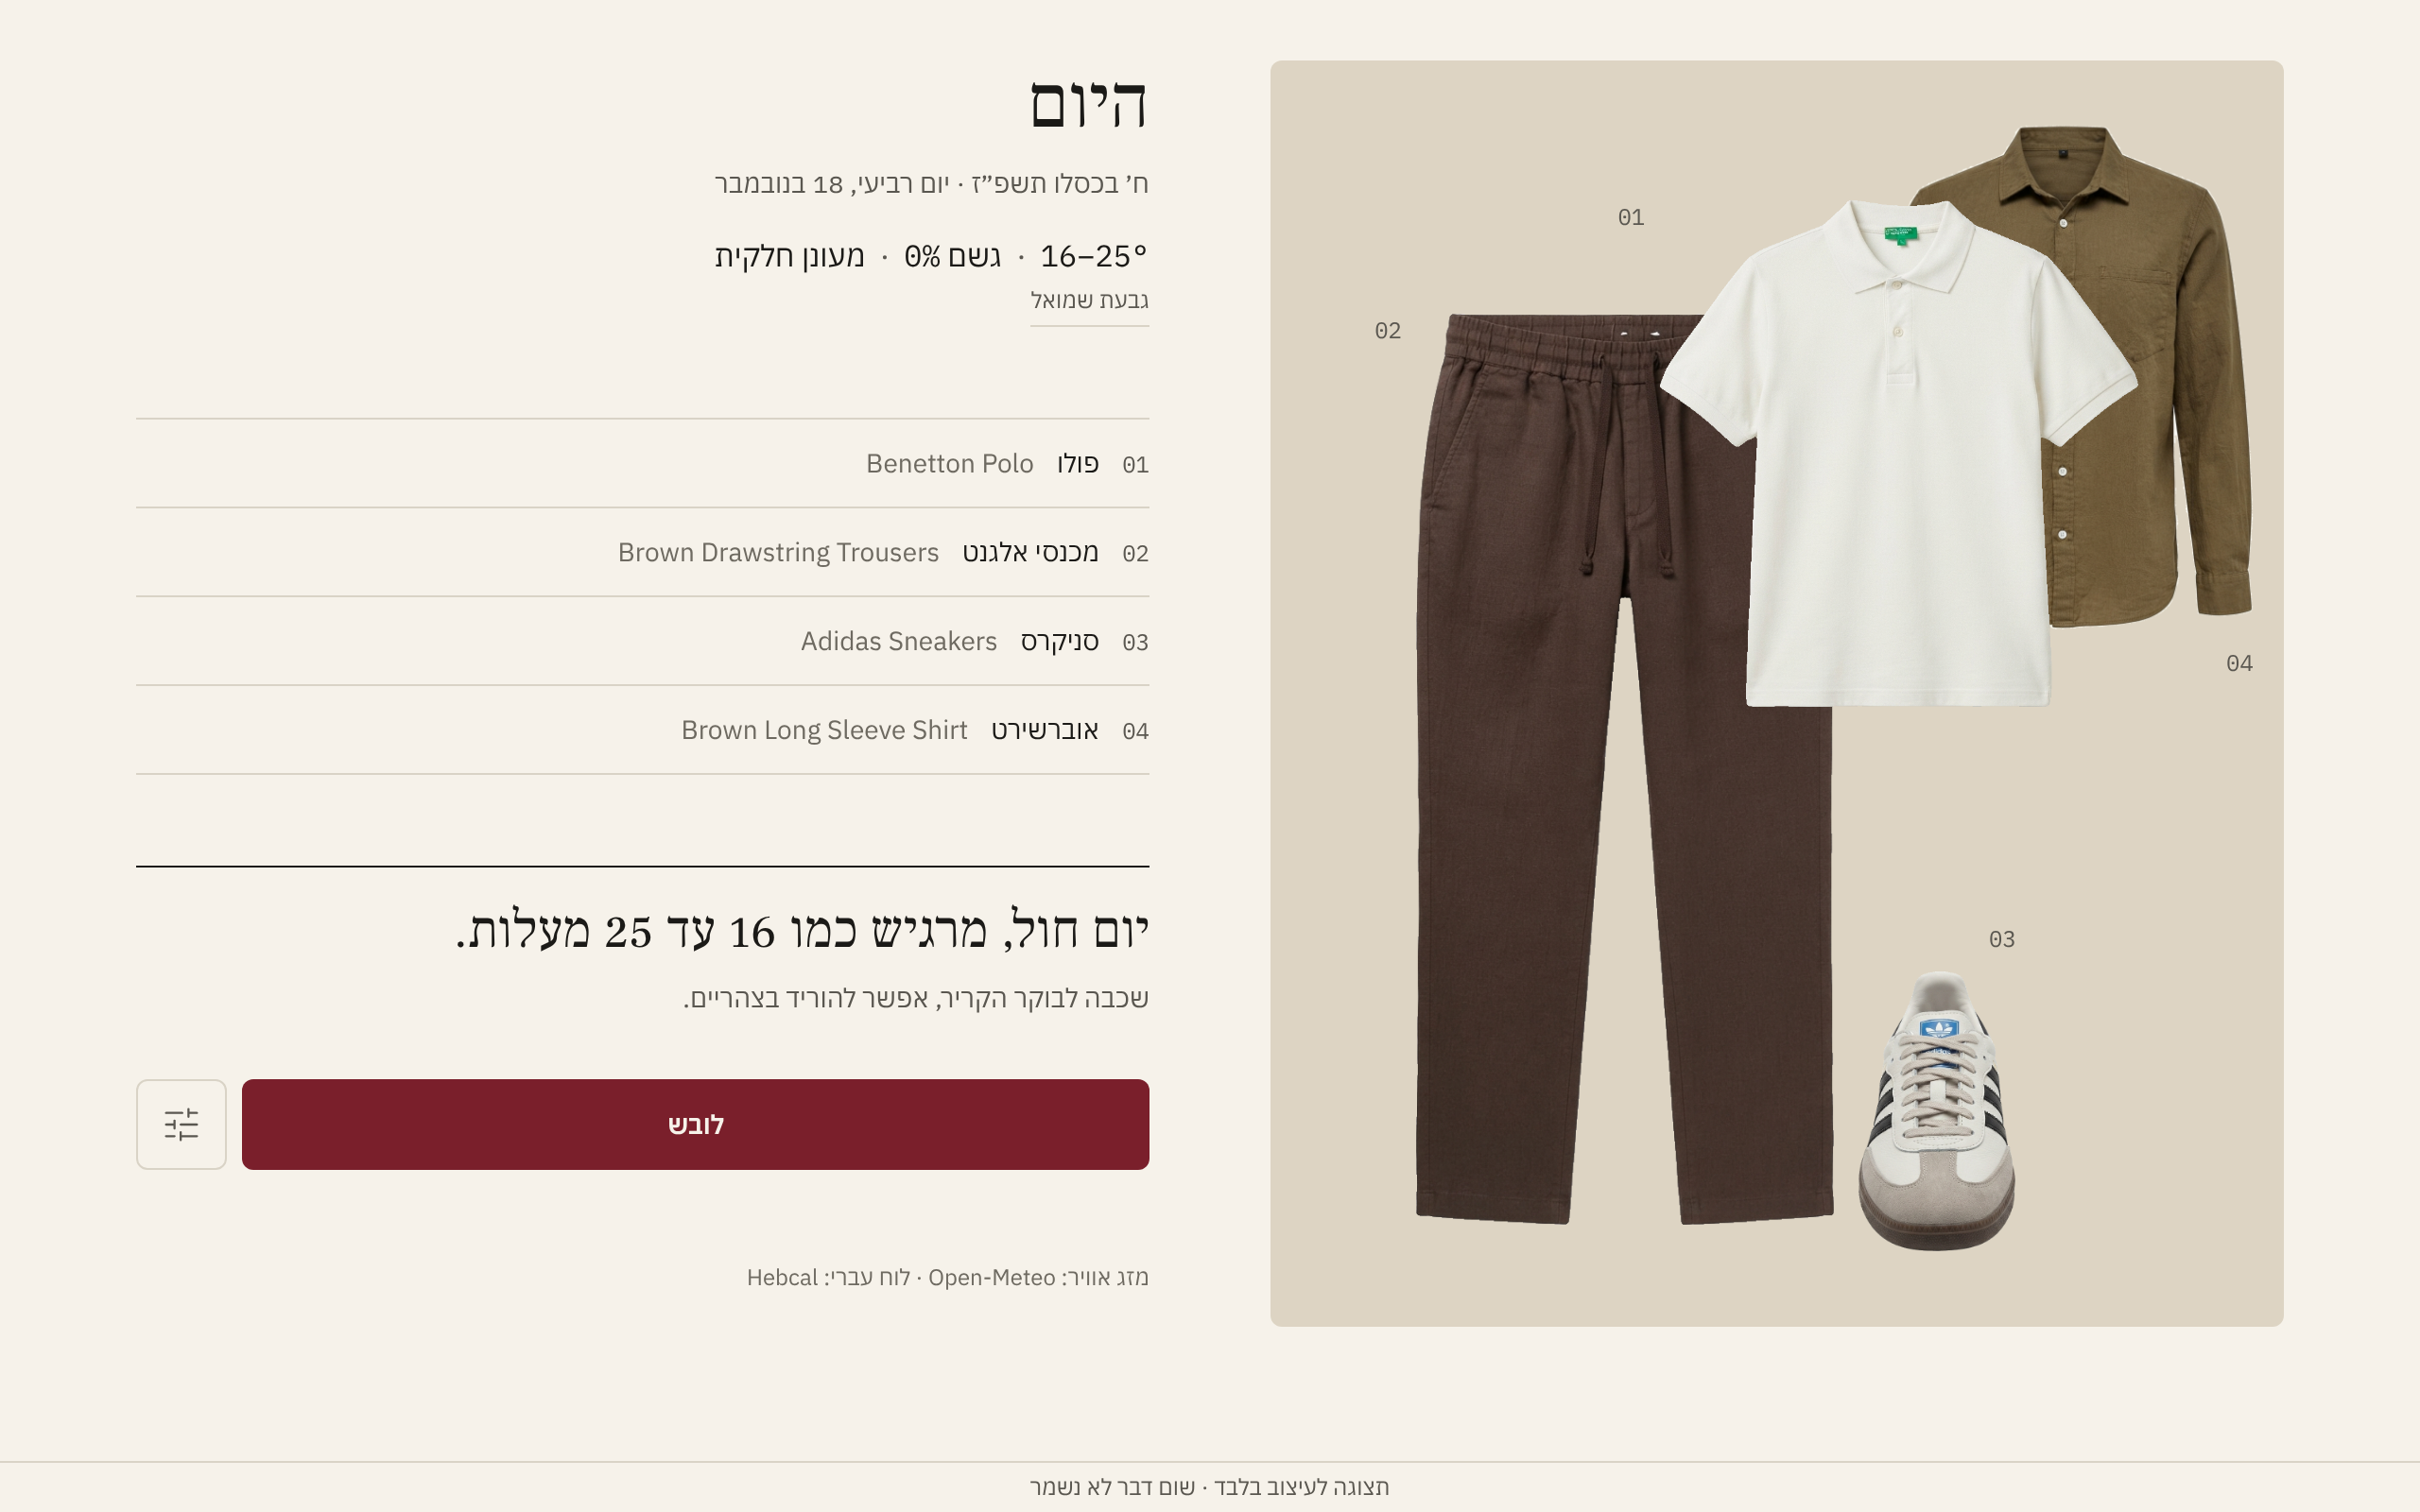 היום
ח׳ בכסלו תשפ״ז · יום רביעי, 18 בנובמבר
16–25° · גשם 0% · מעונן חלקית
גבעת שמואל
01 פולו Benetton Polo
02 מכנסי אלגנט Brown Drawstring Trousers
03 סניקרס Adidas Sneakers
04 אוברשירט Brown Long Sleeve Shirt
יום חול, מרגיש כמו 16 עד 25 מעלות.
שכבה לבוקר הקריר, אפשר להוריד בצהריים.
לובש
מזג אוויר: Open-Meteo · לוח עברי: Hebcal
01
02
04
03
תצוגה לעיצוב בלבד · שום דבר לא נשמר